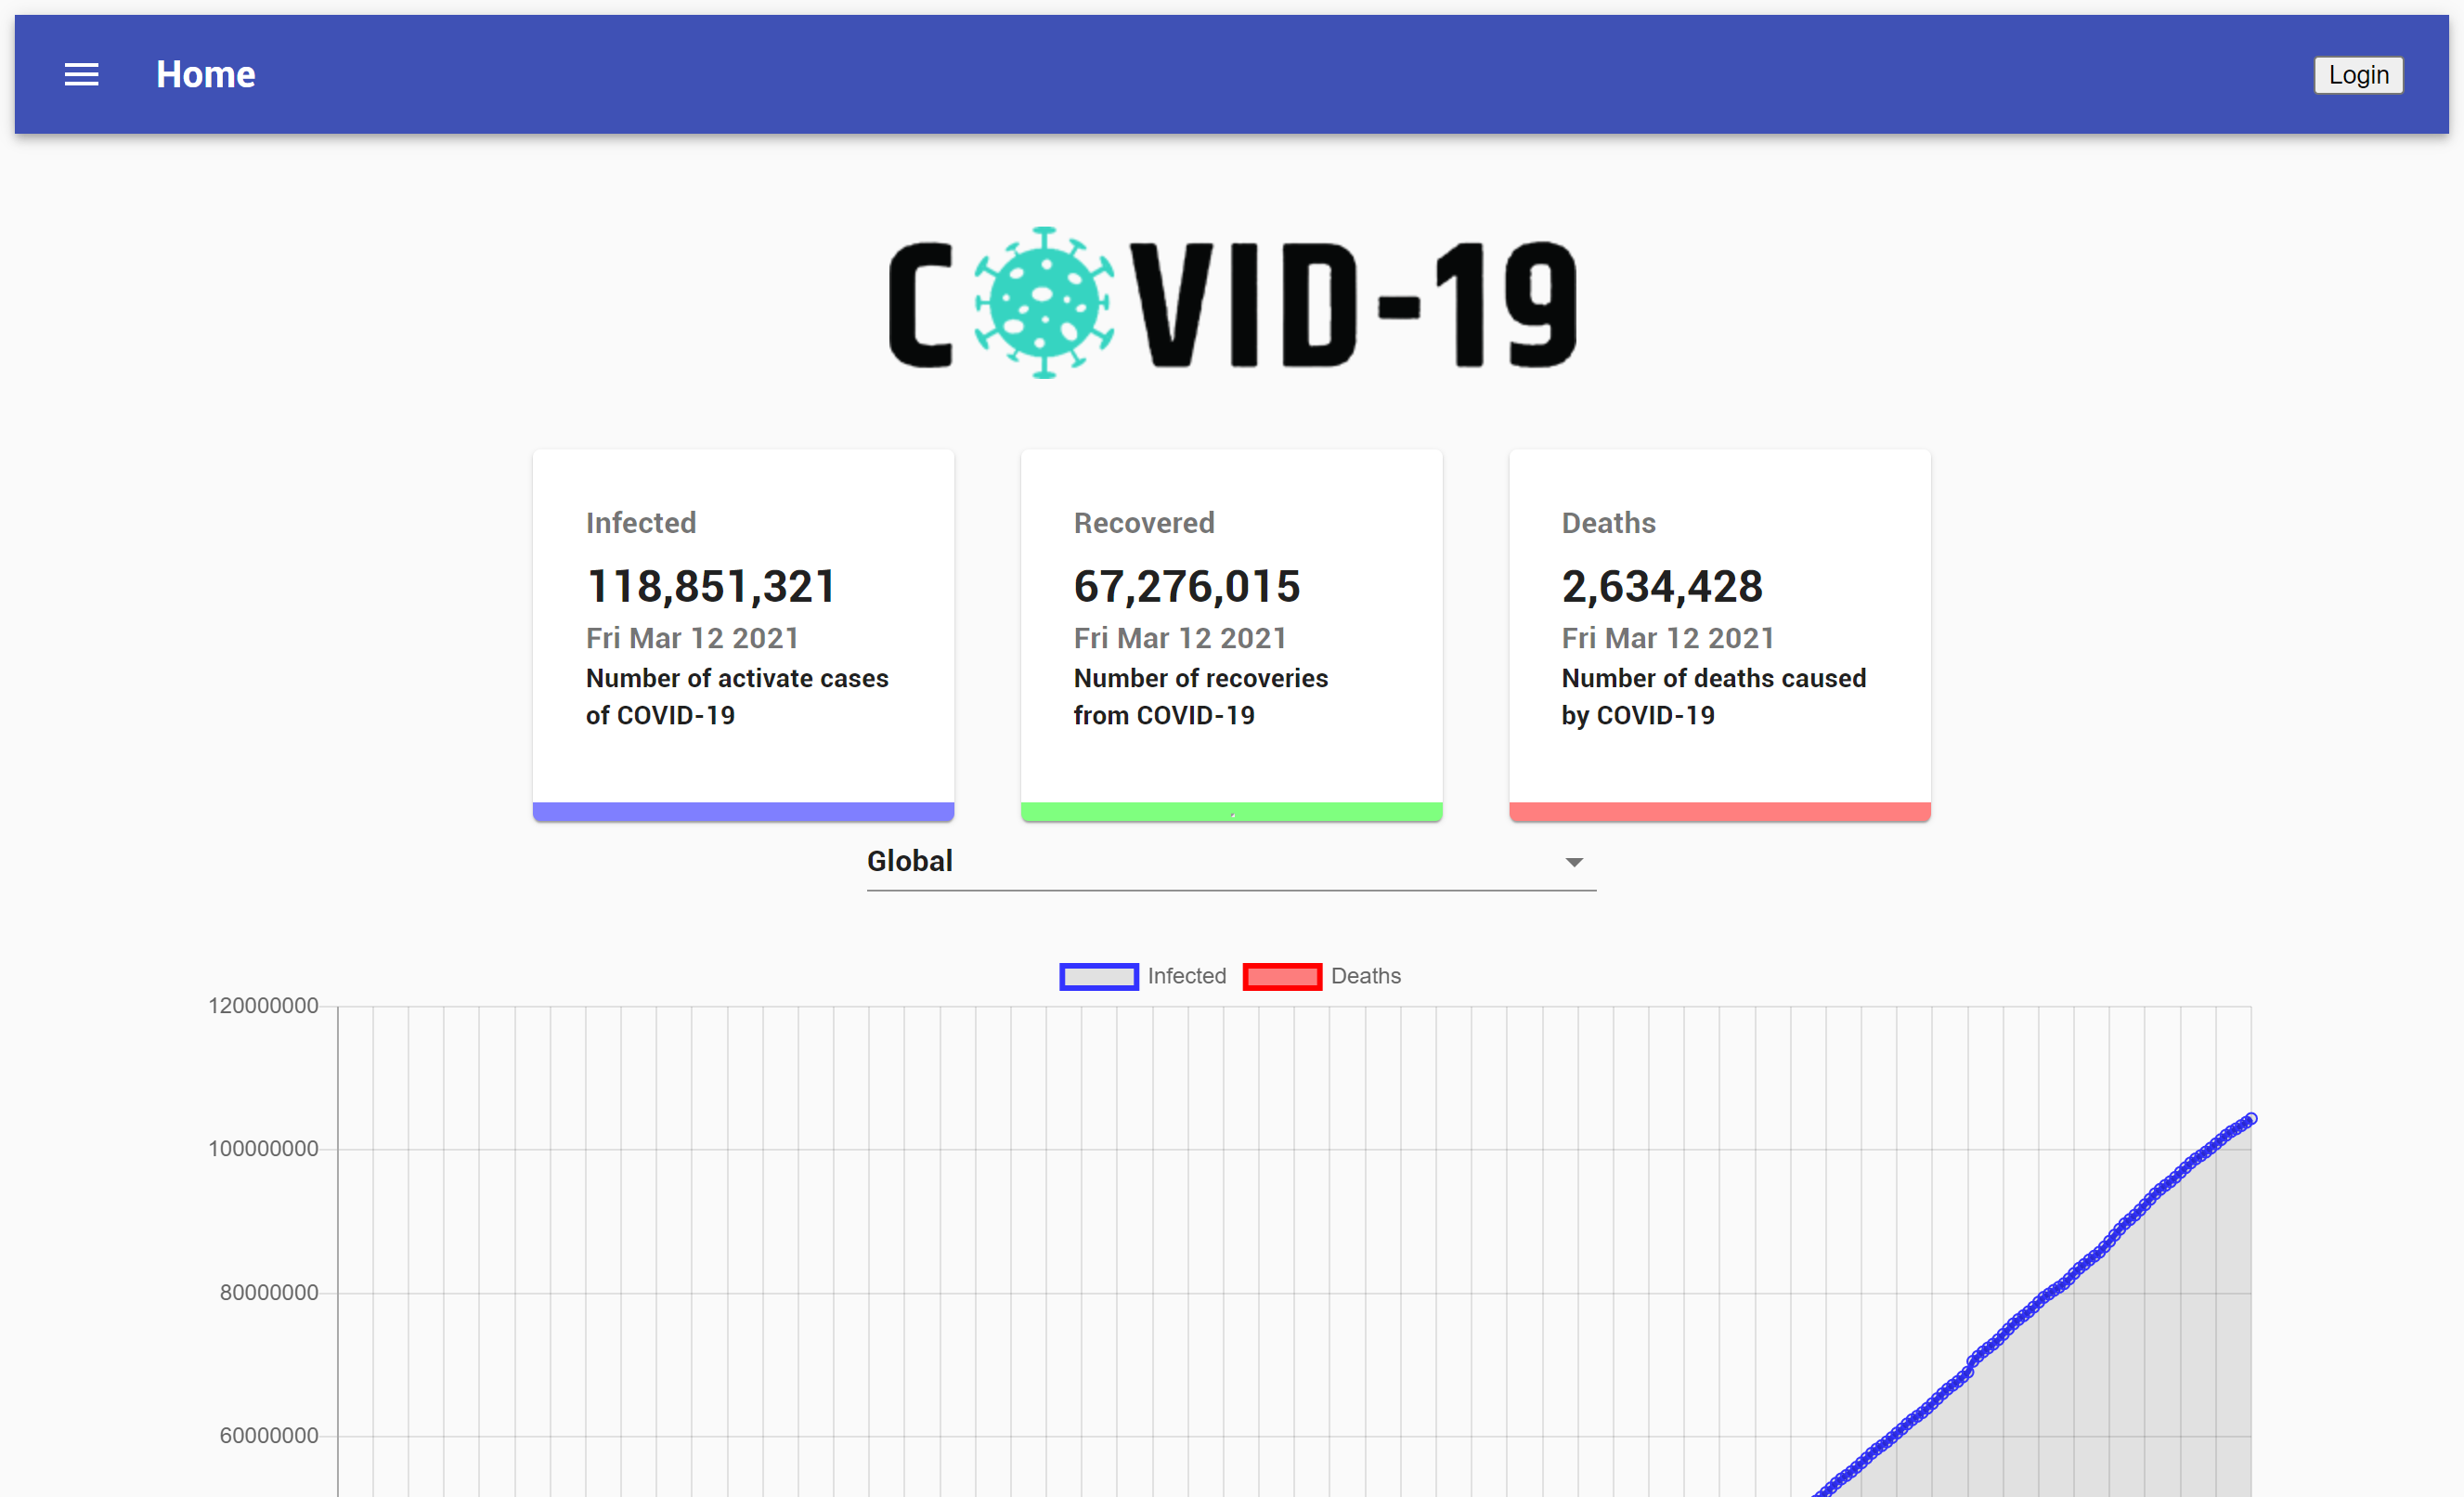 Home
Login
COVID-19
Infected
118,851,321
Fri Mar 12 2021
Number of activate cases
of COVID-19
Recovered
67,276,015
Fri Mar 12 2021
Number of recoveries
from COVID-19
Deaths
2,634,428
Fri Mar 12 2021
Number of deaths caused
by COVID-19
Global
Infected
Deaths
120000000
100000000
80000000
60000000